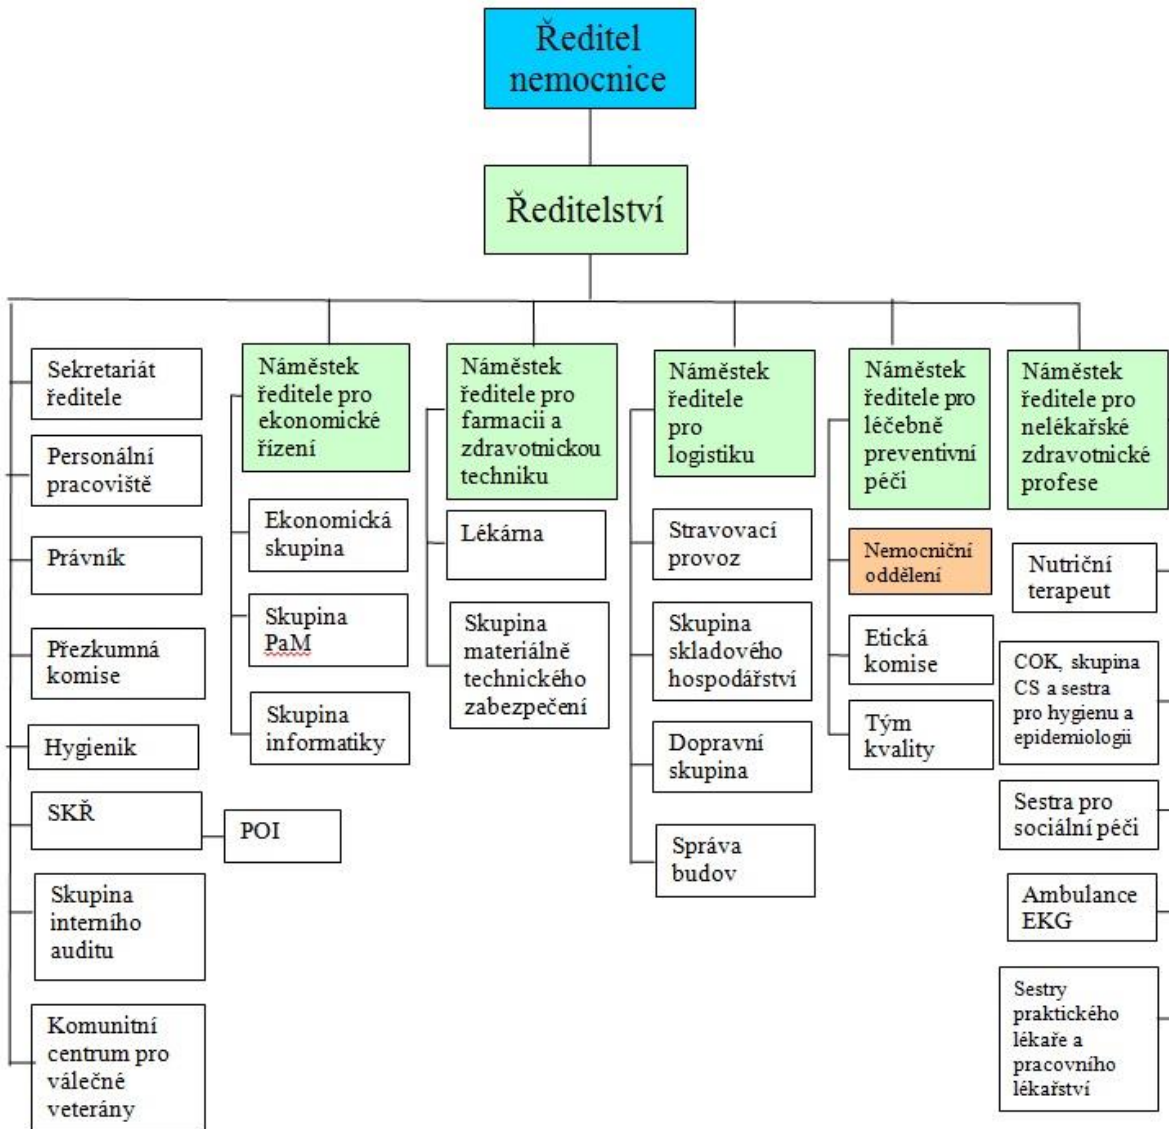 Ředitel
nemocnice
Ředitelství
Sekretariát
ředitele
Personální
pracoviště
Právník
Přezkumná
komise
Hygienik
SKŘ
POI
Skupina
interního
auditu
Komunitní
centrum pro
válečné
veterány
Náměstek
ředitele pro
ekonomické
řízení
Ekonomická
skupina
Skupina
PaM
Skupina
informatiky
Náměstek
ředitele pro
farmacii a
zdravotnickou
techniku
Lékárna
Skupina
materiálně
technického
zabezpečení
Náměstek
ředitele
pro
logistiku
Stravovací
provoz
Skupina
skladového
hospodářství
Dopravní
skupina
Správa
budov
Náměstek
ředitele pro
léčebně
preventivní
péči
Nemocniční
oddělení
Etická
komise
Tým
kvality
Náměstek
ředitele pro
nelékařské
zdravotnické
profese
Nutriční
terapeut
COK, skupina
CS a sestra
pro hygienu a
epidemiologii
Sestra pro
sociální péči
Ambulance
EKG
Sestry
praktického
lékaře a
pracovního
lékařství